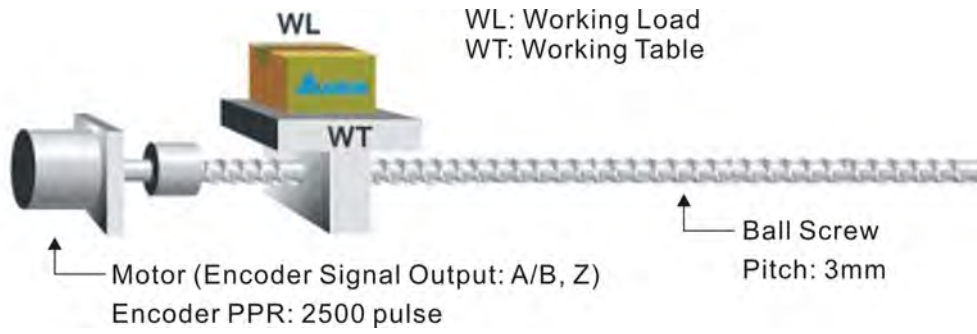 WL
WL: Working Load
WT: Working Table
WT
Ball Screw
Pitch: 3mm
Motor (Encoder Signal Output: A/B, Z)
Encoder PPR: 2500 pulse